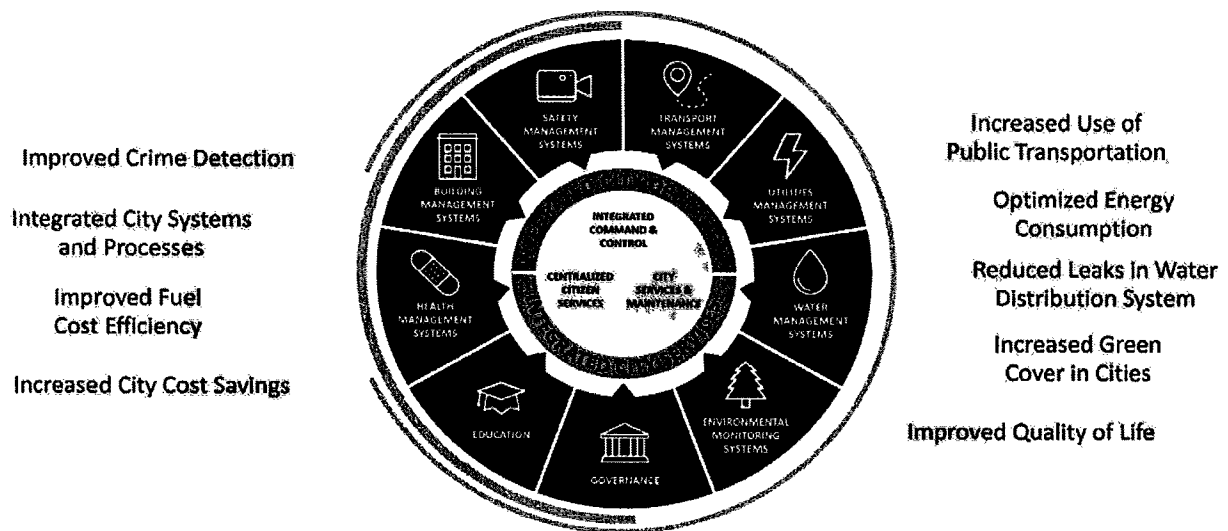 Improved Crime Detection
Integrated City Systems
and Processes
Improved Fuel
Cost Efficiency
Increased City Cost Savings
SAFETY
MANAGEMENT
SYSTEMS
TRANSPORT
MANAGEMENT
SYSTEMS
BUILDING
MANAGEMENT
SYSTEMS
UTILITIES
MANAGEMENT
SYSTEMS
HEALTH
MANAGEMENT
SYSTEMS
WATER
MANAGEMENT
SYSTEMS
EDUCATION
GOVERNANCE
ENVIRONMENTAL
MONITORING
SYSTEMS
INTEGRATED
COMMAND &
CONTROL
CENTRALIZED
CITIZEN
SERVICES
CITY
SERVICES &
MAINTENANCE
Increased Use of
Public Transportation
Optimized Energy
Consumption
Reduced Leaks in Water
Distribution System
Increased Green
Cover in Cities
Improved Quality of Life